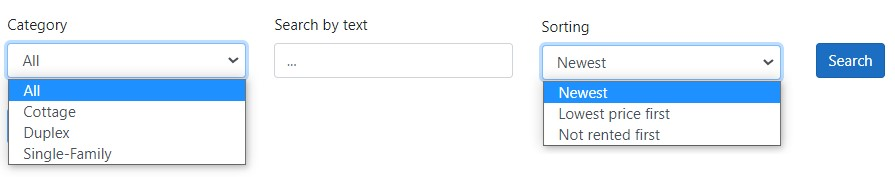 Category
All
All
Cottage
Duplex
Single-Family
Search by text
...
Sorting
Newest
Newest
Lowest price first
Not rented first
Search